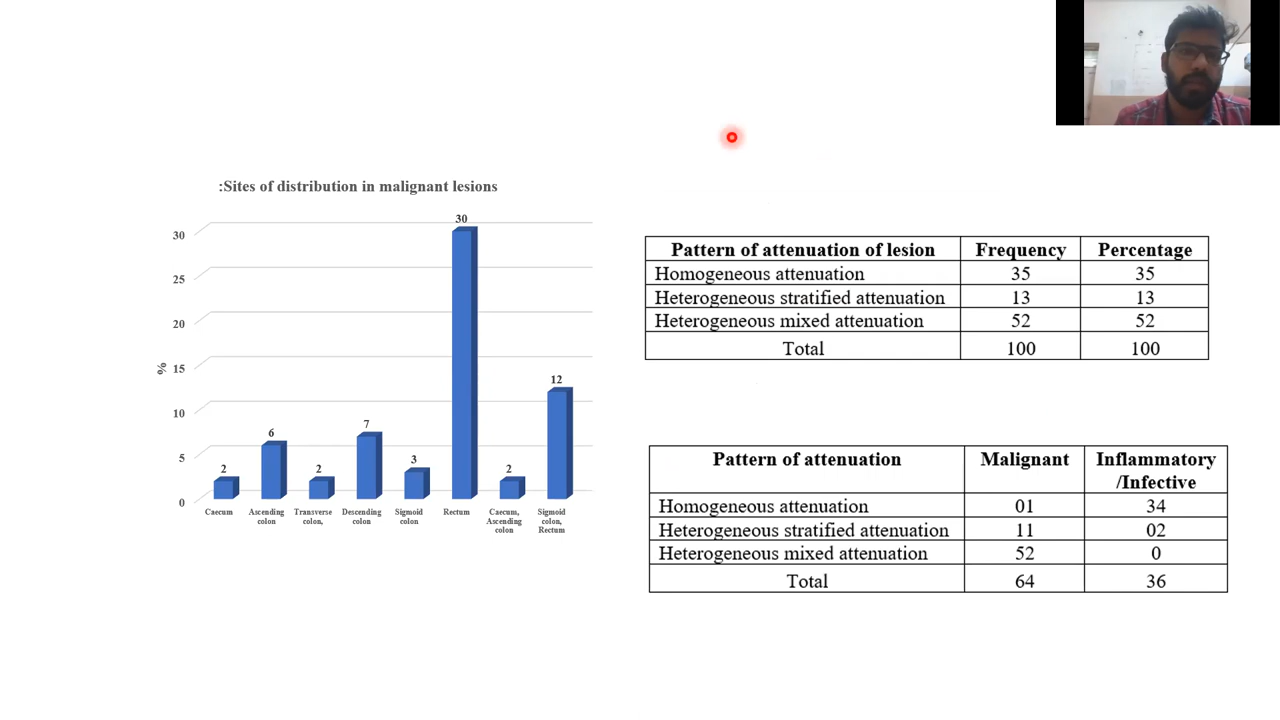 :Sites of distribution in malignant lesions
30
30
25
20
15
10
5
0
%
2
6
2
7
3
30
2
12
Caecum
Ascending
colon
Transverse
colon,
Descending
colon
Sigmoid
colon
Rectum
Caecum,
Ascending
colon
Sigmoid
colon,
Rectum
Pattern of attenuation of lesion Frequency Percentage
Homogeneous attenuation 35 35
Heterogeneous stratified attenuation 13 13
Heterogeneous mixed attenuation 52 52
Total 100 100
Pattern of attenuation Malignant Inflammatory
/Infective
Homogeneous attenuation 01 34
Heterogeneous stratified attenuation 11 02
Heterogeneous mixed attenuation 52 0
Total 64 36